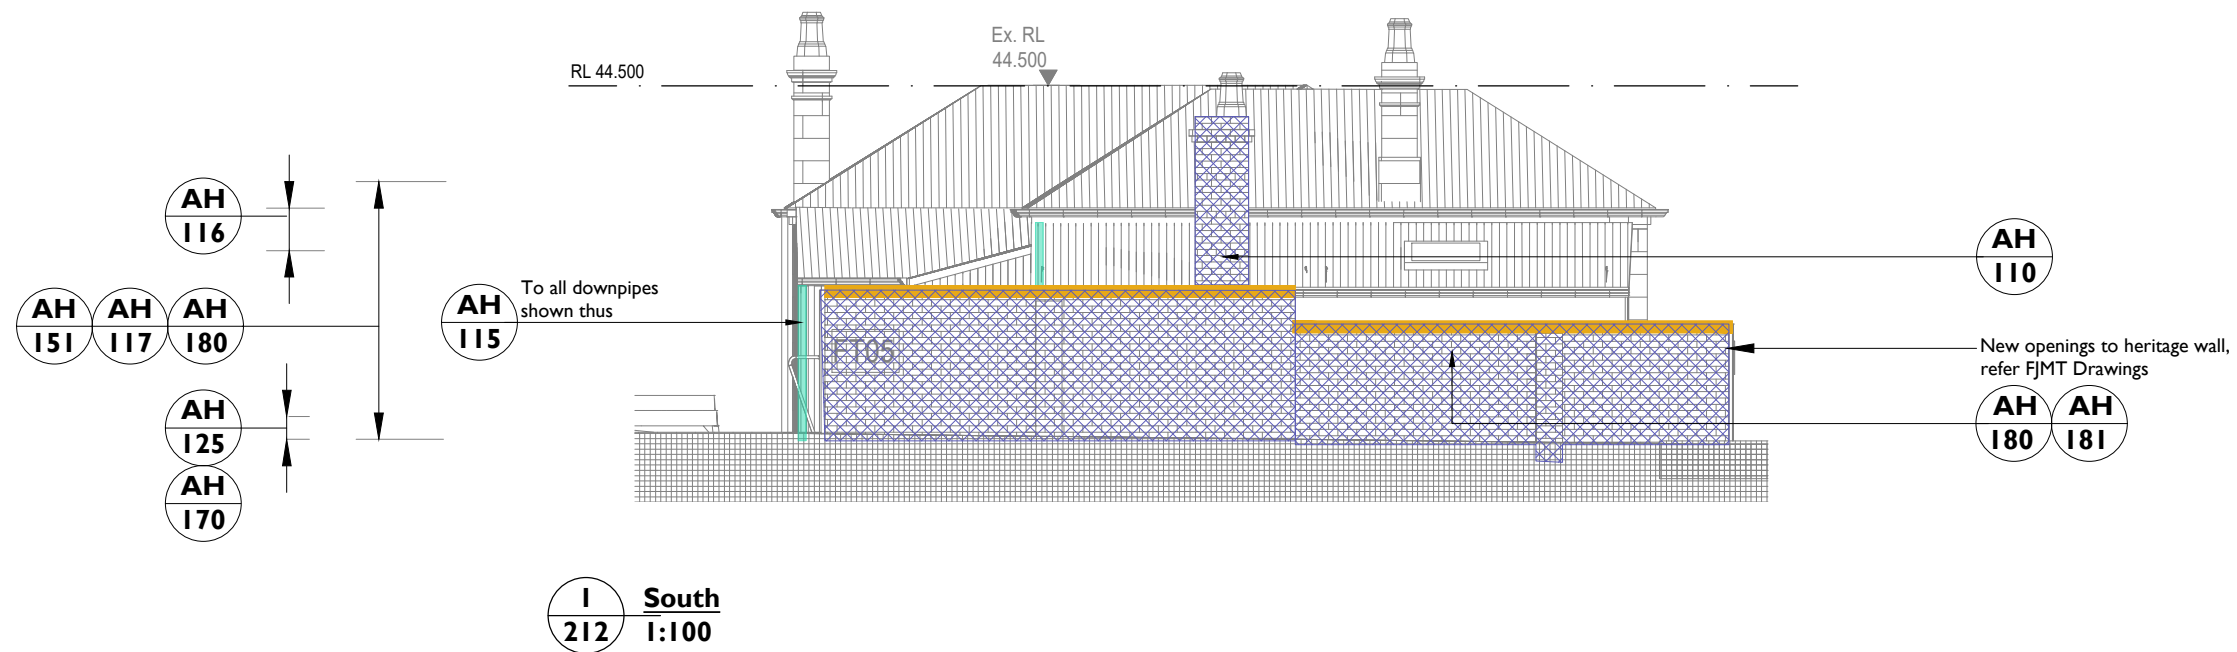 Ex. RL
44.500
RL 44.500
AH
116
AH
110
To all downpipes
shown thus
AH
151
AH
117
AH
180
AH
115
FT05
New openings to heritage wall,
refer FJMT Drawings
AH
125
AH
180
AH
181
AH
170
1
212
South
1:100